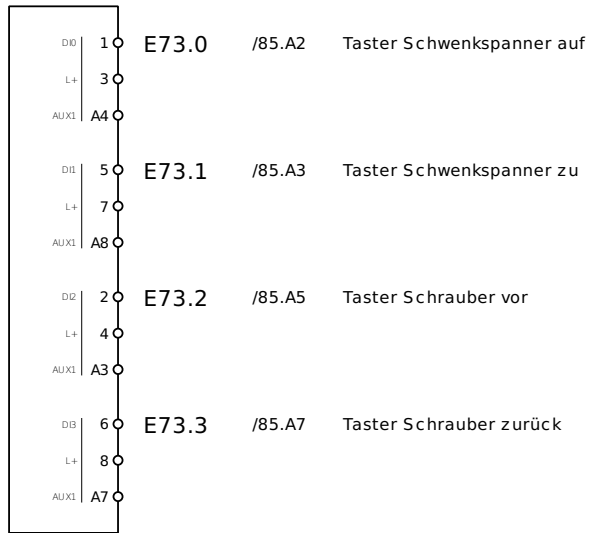 DI0 1 E73.0 /85.A2 Taster Schwenkspanner auf
L+ 3
AUX1 A4
DI1 5 E73.1 /85.A3 Taster Schwenkspanner zu
L+ 7
AUX1 A8
DI2 2 E73.2 /85.A5 Taster Schrauber vor
L+ 4
AUX1 A3
DI3 6 E73.3 /85.A7 Taster Schrauber zurück
L+ 8
AUX1 A7